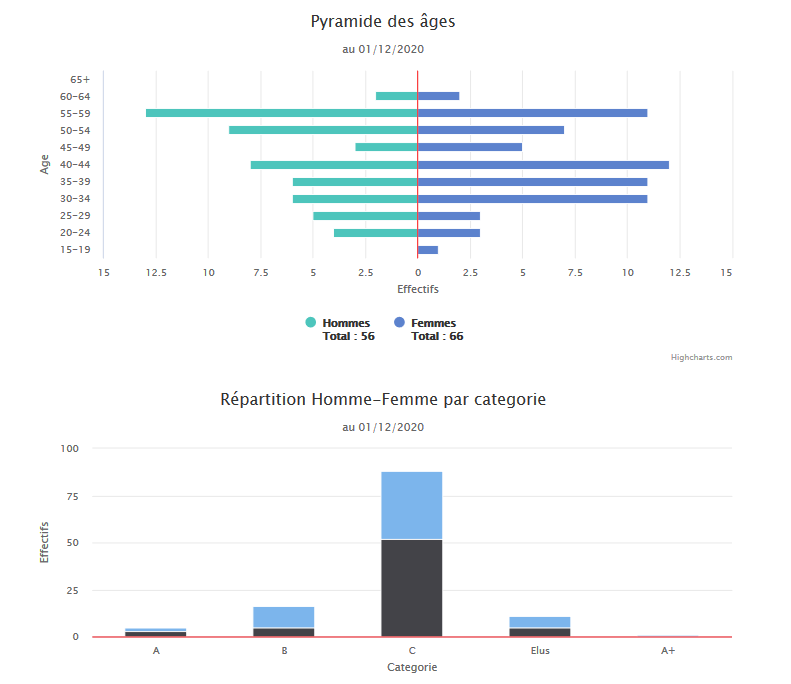 Pyramide des âges
au 01/12/2020
65+
60-64
55-59
50-54
45-49
40-44
35-39
30-34
25-29
20-24
15-19
Age
15 12.5 10 7.5 5 2.5 0 2.5 5 7.5 10 12.5 15
Effectifs
Hommes Femmes
Total : 56 Total : 66
Highcharts.com
Répartition Homme-Femme par categorie
au 01/12/2020
100
75
50
25
0
Effectifs
A B C Elus A+
Categorie